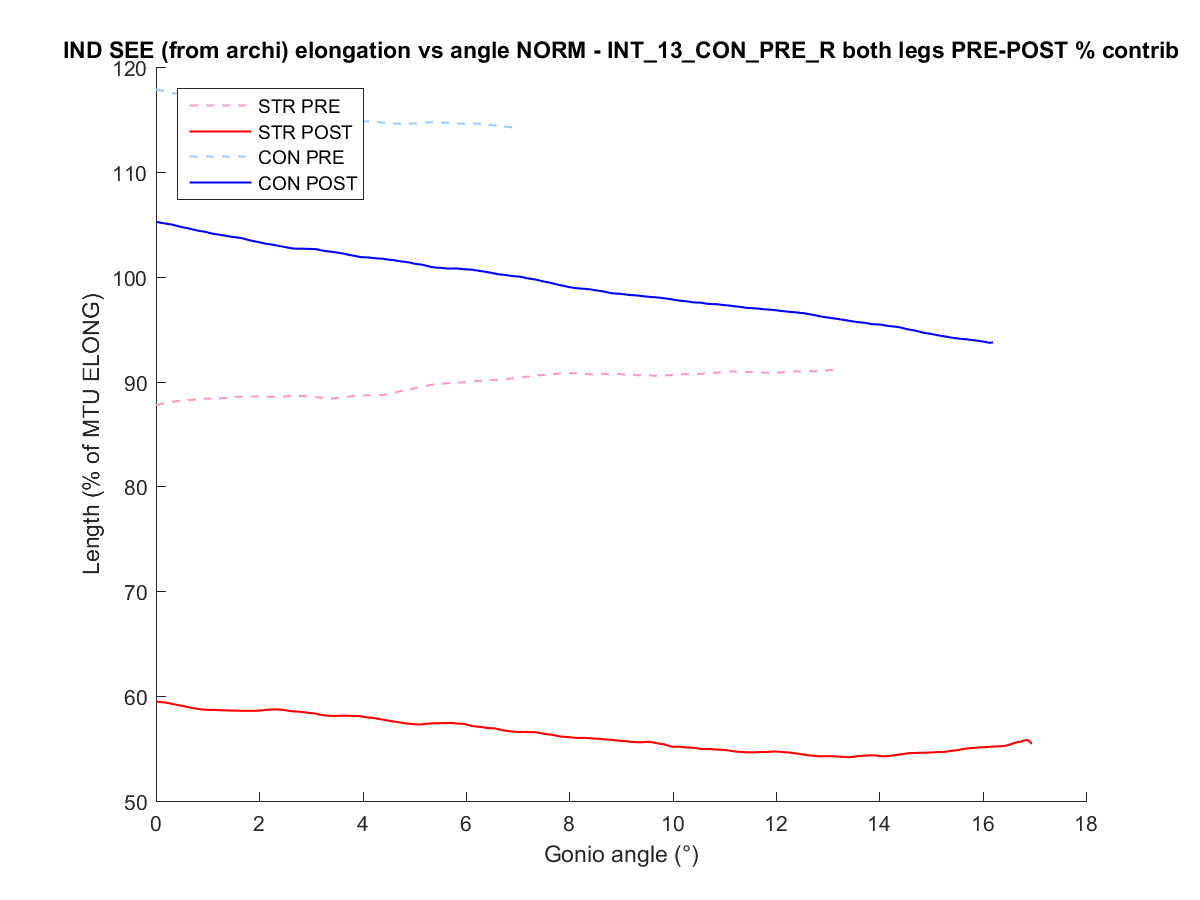 IND SEE (from archi) elongation vs angle NORM - INT_13_CON_PRE_R both legs PRE-POST % contrib
120
110
100
90
80
70
60
50
Length (% of MTU ELONG)
STR PRE
STR POST
CON PRE
CON POST
0 2 4 6 8 10 12 14 16 18
Gonio angle (°)